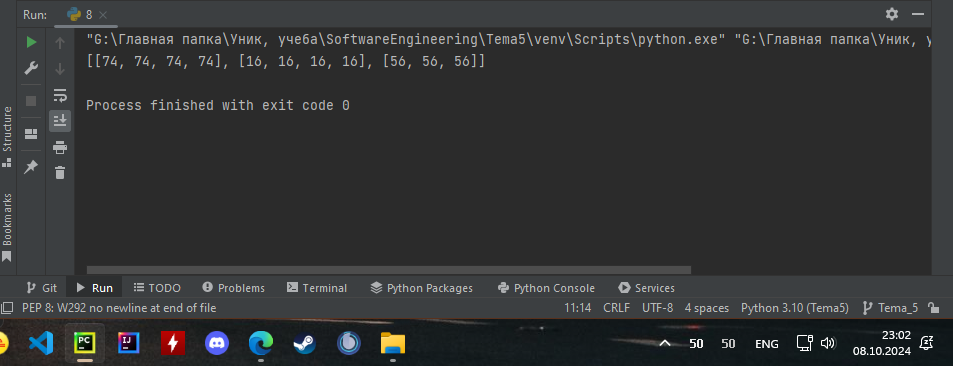 Run: 8
"G:\Главная папка\Уник, учеба\SoftwareEngineering\Tema5\venv\Scripts\python.exe" "G:\Главная папка\Уник, у
[[74, 74, 74, 74], [16, 16, 16, 16], [56, 56, 56]]
Process finished with exit code 0
Structure
Bookmarks
Git Run TODO Problems Terminal Python Packages Python Console Services
PEP 8: W292 no newline at end of file 11:14 CRLF UTF-8 4 spaces Python 3.10 (Tema5) Tema_5
PC IJ 50 50 ENG 23:02
08.10.2024